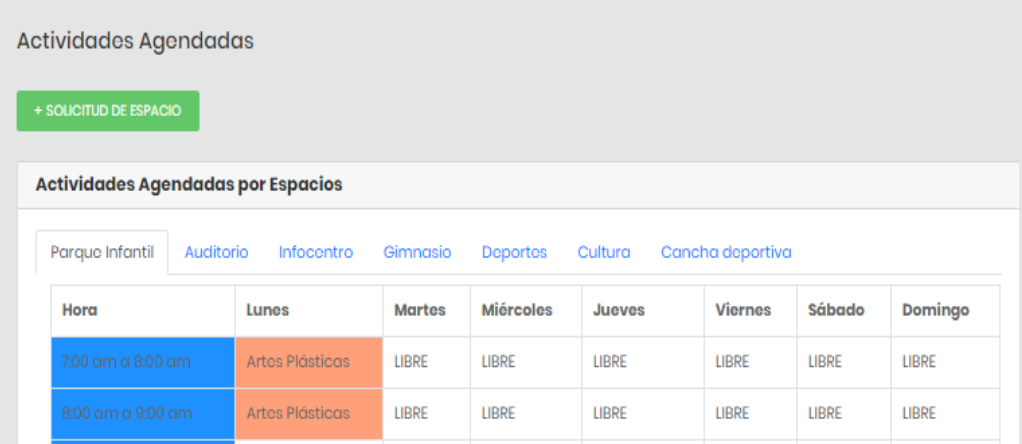 Actividades Agendadas
+ SOLICITUD DE ESPACIO
Actividades Agendadas por Espacios
Parque Infantil Auditorio Infocentro Gimnasio Deportes Cultura Cancha deportiva
Hora Lunes Martes Miércoles Jueves Viernes Sábado Domingo
7:00 am a 8:00 am Artes Plásticas LIBRE LIBRE LIBRE LIBRE LIBRE LIBRE
8:00 am a 9:00 am Artes Plásticas LIBRE LIBRE LIBRE LIBRE LIBRE LIBRE